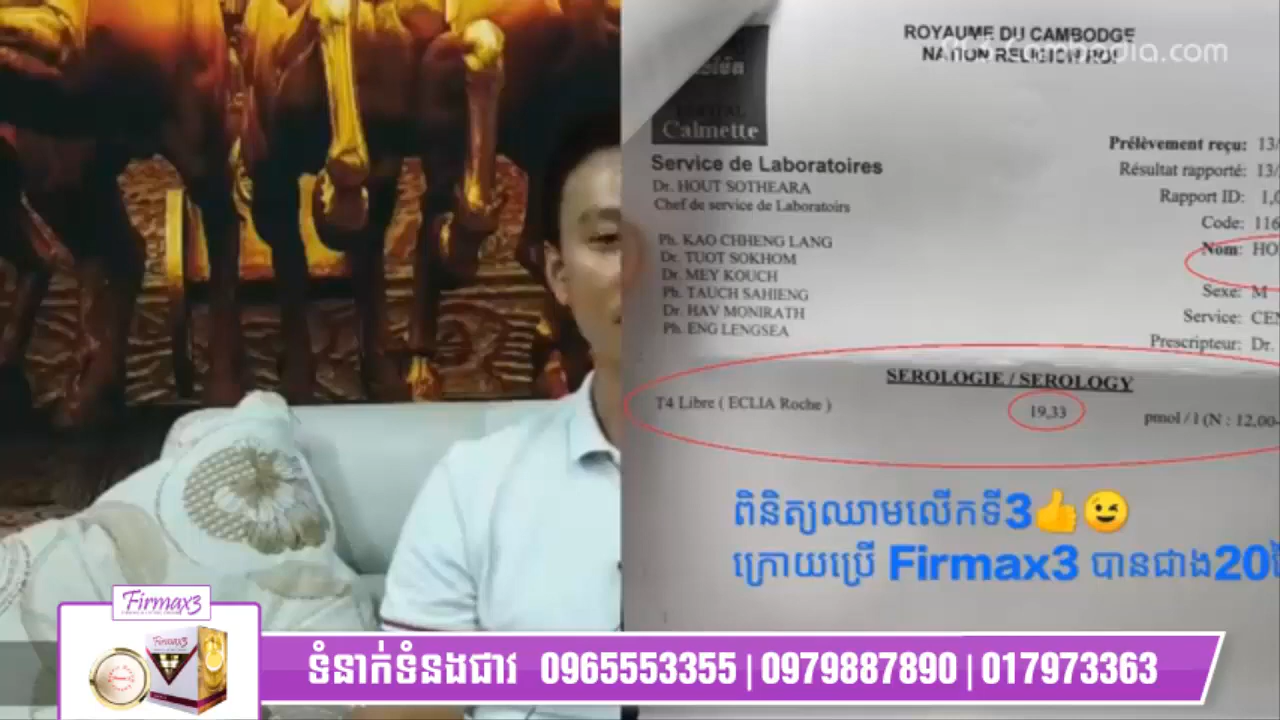 ROYAUME DU CAMBODGE
NATION RELIGION ROI
Calmette
Service de Laboratoires
Dr. HOUT SOTHEARA
Chef de service de Laboratoirs
Ph. KAO CHHENG LANG
Dr. TUOT SOKHOM
Dr. MEY KOUCH
Ph. TAUCH SAHIENG
Dr. HAV MONIRATH
Ph. ENG LENGSEA
Prélèvement reçu: 13/
Résultat rapporté: 13/
Rapport ID: 1,0
Code: 116
Nom: HO
Sexe: M
Service: CEN
Prescripteur: Dr.
SEROLOGIE / SEROLOGY
T4 Libre ( ECLIA Roche ) 19,33 pmol / l (N : 12,00-
ពិនិត្យឈាមលើកទី3👍😉
ក្រោយប្រើ Firmax3 បានជាង20
Firmax3
Firmax3
ទំនាក់ទំនងជាវ 0965553355 | 0979887890 | 017973363